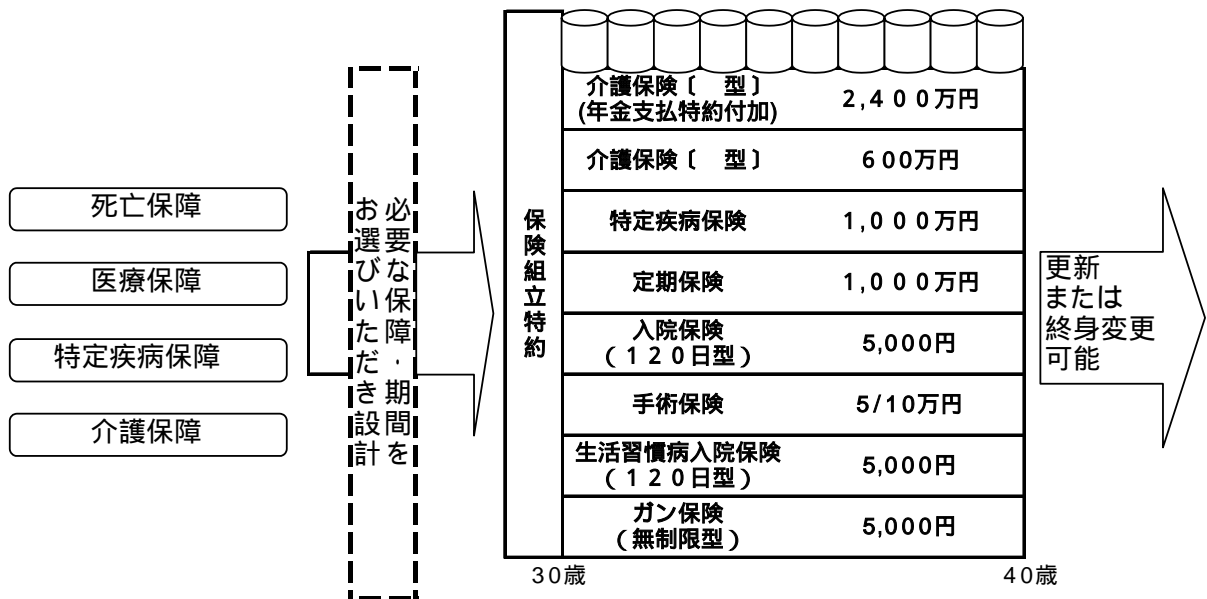 死亡保障
医療保障
特定疾病保障
介護保障
必要な保障・期間を
お選びいただき設計
保険組立特約
介護保険〔　型〕
(年金支払特約付加)
2,400万円
介護保険〔　型〕
600万円
特定疾病保険
1,000万円
定期保険
1,000万円
入院保険
（120日型）
5,000円
手術保険
5/10万円
生活習慣病入院保険
（120日型）
5,000円
ガン保険
（無制限型）
5,000円
30歳
40歳
更新
または
終身変更
可能